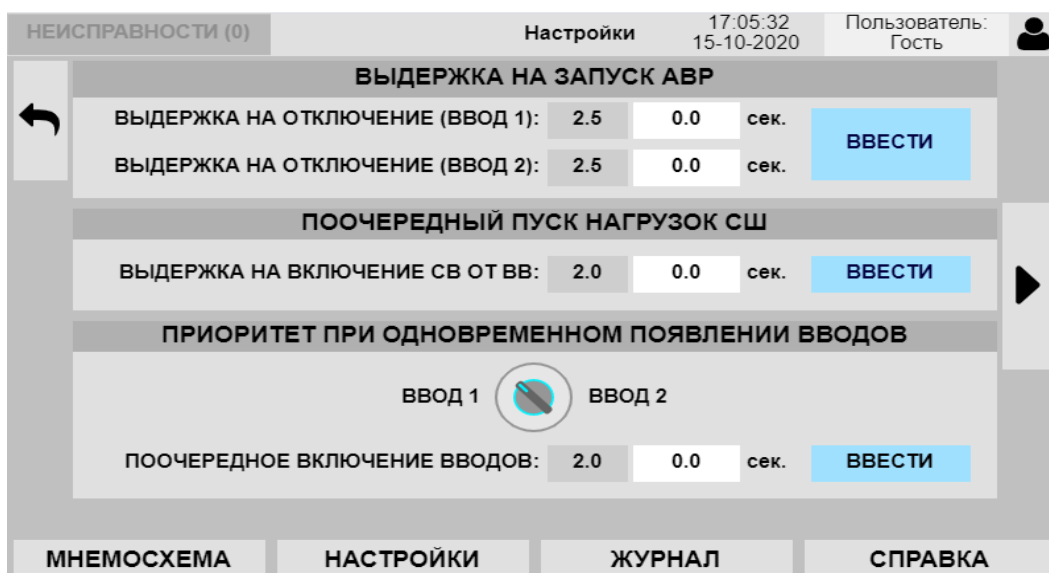 НЕИСПРАВНОСТИ (0) Настройки 17:05:32 Пользователь:
15-10-2020 Гость
ВЫДЕРЖКА НА ЗАПУСК АВР
ВЫДЕРЖКА НА ОТКЛЮЧЕНИЕ (ВВОД 1): 2.5 0.0 сек.
ВВЕСТИ
ВЫДЕРЖКА НА ОТКЛЮЧЕНИЕ (ВВОД 2): 2.5 0.0 сек.
ПООЧЕРЕДНЫЙ ПУСК НАГРУЗОК СШ
ВЫДЕРЖКА НА ВКЛЮЧЕНИЕ СВ ОТ ВВ: 2.0 0.0 сек. ВВЕСТИ
ПРИОРИТЕТ ПРИ ОДНОВРЕМЕННОМ ПОЯВЛЕНИИ ВВОДОВ
ВВОД 1 ВВОД 2
ПООЧЕРЕДНОЕ ВКЛЮЧЕНИЕ ВВОДОВ: 2.0 0.0 сек. ВВЕСТИ
МНЕМОСХЕМА НАСТРОЙКИ ЖУРНАЛ СПРАВКА